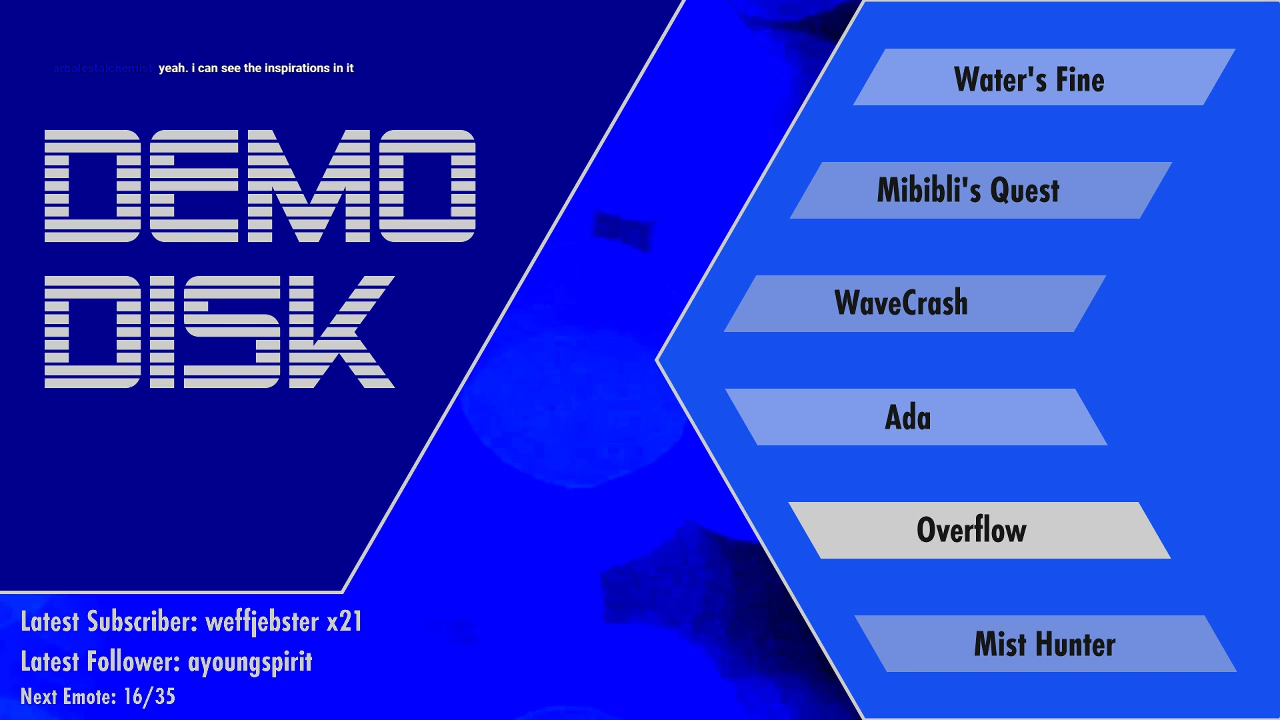 arbalestalchemist: yeah. i can see the inspirations in it
DEMO
DISK
Water's Fine
Mibibli's Quest
WaveCrash
Ada
Overflow
Mist Hunter
Latest Subscriber: weffjebster x21
Latest Follower: ayoungspirit
Next Emote: 16/35